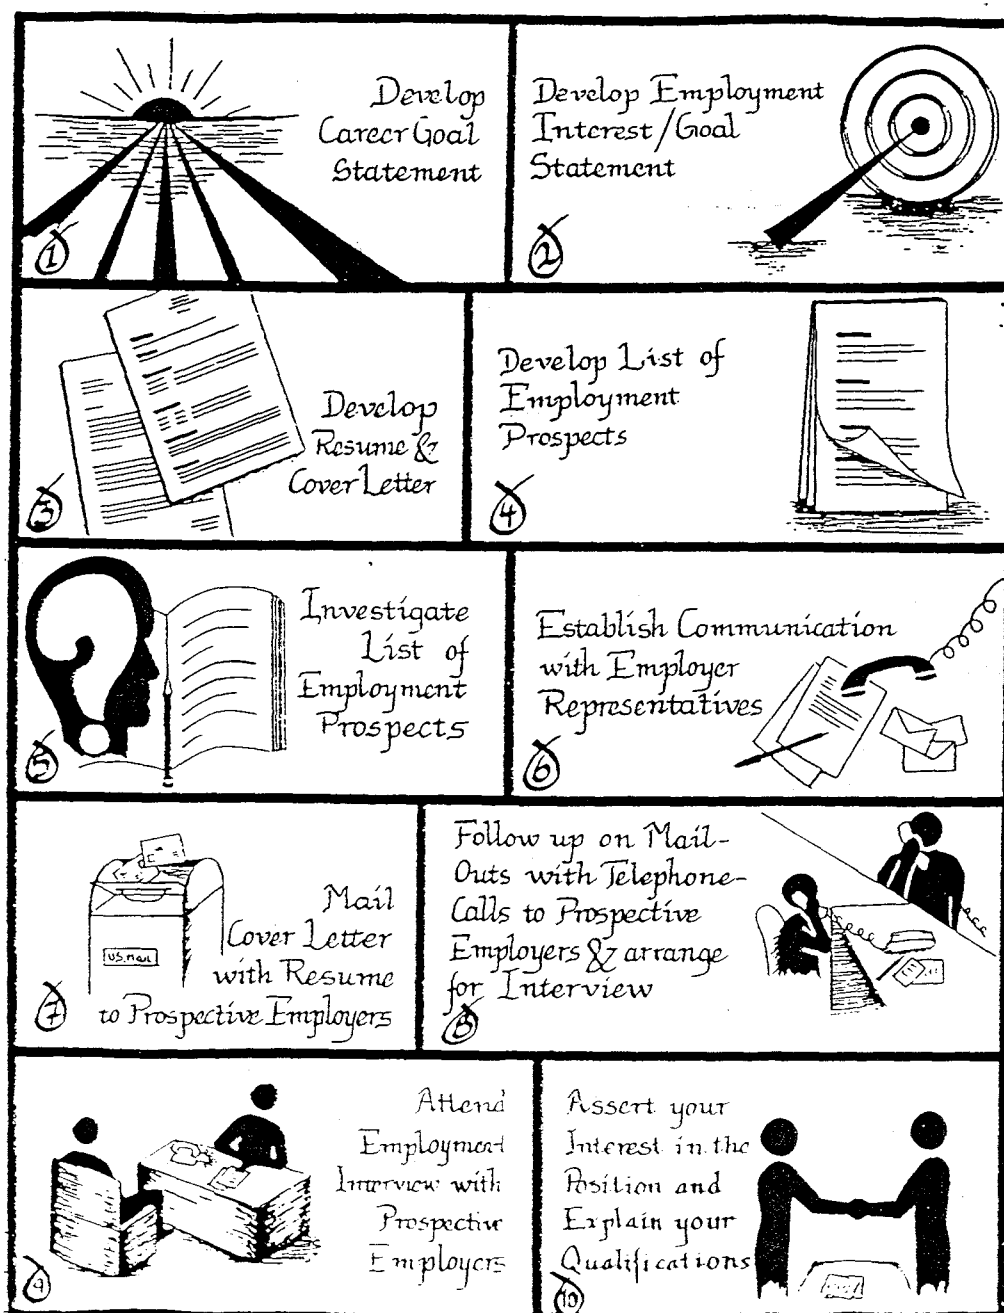 Develop
Career Goal
Statement
1
Develop Employment
Interest/Goal
Statement
2
Develop
Resume &
Cover Letter
3
Develop List of
Employment
Prospects
4
Investigate
List of
Employment
Prospects
5
Establish Communication
with Employer
Representatives
6
U.S. Mail
Mail
Cover Letter
with Resume
to Prospective Employers
7
Follow up on Mail-
Outs with Telephone-
Calls to Prospective
Employers & arrange
for Interview
8
Attend
Employment
Interview with
Prospective
Employers
9
Assert your
Interest in the
Position and
Explain your
Qualifications
10